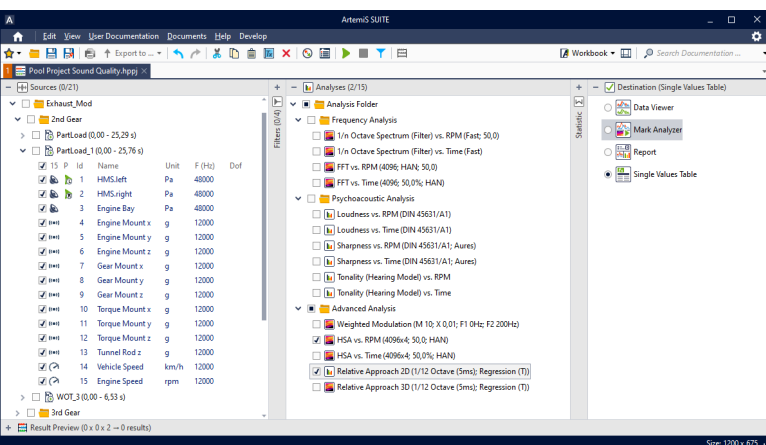 ArtemiS SUITE
Edit View User Documentation Documents Help Develop
Export to ... Workbook Search Documentation ...
1 Pool Project Sound Quality.hppj
Sources (0/21)
Exhaust_Mod
2nd Gear
PartLoad (0,00 - 25,29 s)
PartLoad_1 (0,00 - 25,76 s)
15 P Id Name Unit F (Hz) Dof
1 HMS.left Pa 48000
2 HMS.right Pa 48000
3 Engine Bay Pa 48000
4 Engine Mount x g 12000
5 Engine Mount y g 12000
6 Engine Mount z g 12000
7 Gear Mount x g 12000
8 Gear Mount y g 12000
9 Gear Mount z g 12000
10 Torque Mount x g 12000
11 Torque Mount y g 12000
12 Torque Mount z g 12000
13 Tunnel Rod z g 12000
14 Vehicle Speed km/h 12000
15 Engine Speed rpm 12000
WOT_3 (0,00 - 6,53 s)
3rd Gear
Filters (0/4)
Analyses (2/15)
Analysis Folder
Frequency Analysis
1/n Octave Spectrum (Filter) vs. RPM (Fast; 50,0)
1/n Octave Spectrum (Filter) vs. Time (Fast)
FFT vs. RPM (4096; HAN; 50,0)
FFT vs. Time (4096; 50,0%; HAN)
Psychoacoustic Analysis
Loudness vs. RPM (DIN 45631/A1)
Loudness vs. Time (DIN 45631/A1)
Sharpness vs. RPM (DIN 45631/A1; Aures)
Sharpness vs. Time (DIN 45631/A1; Aures)
Tonality (Hearing Model) vs. RPM
Tonality (Hearing Model) vs. Time
Advanced Analysis
Weighted Modulation (M 10; X 0,01; F1 0Hz; F2 200Hz)
HSA vs. RPM (4096x4; 50,0; HAN)
HSA vs. Time (4096x4; 50,0%; HAN)
Relative Approach 2D (1/12 Octave (5ms); Regression (T))
Relative Approach 3D (1/12 Octave (5ms); Regression (T))
Statistic
Destination (Single Values Table)
Data Viewer
Mark Analyzer
Report
Single Values Table
Result Preview (0 x 0 x 2 → 0 results)
Size: 1200 x 675